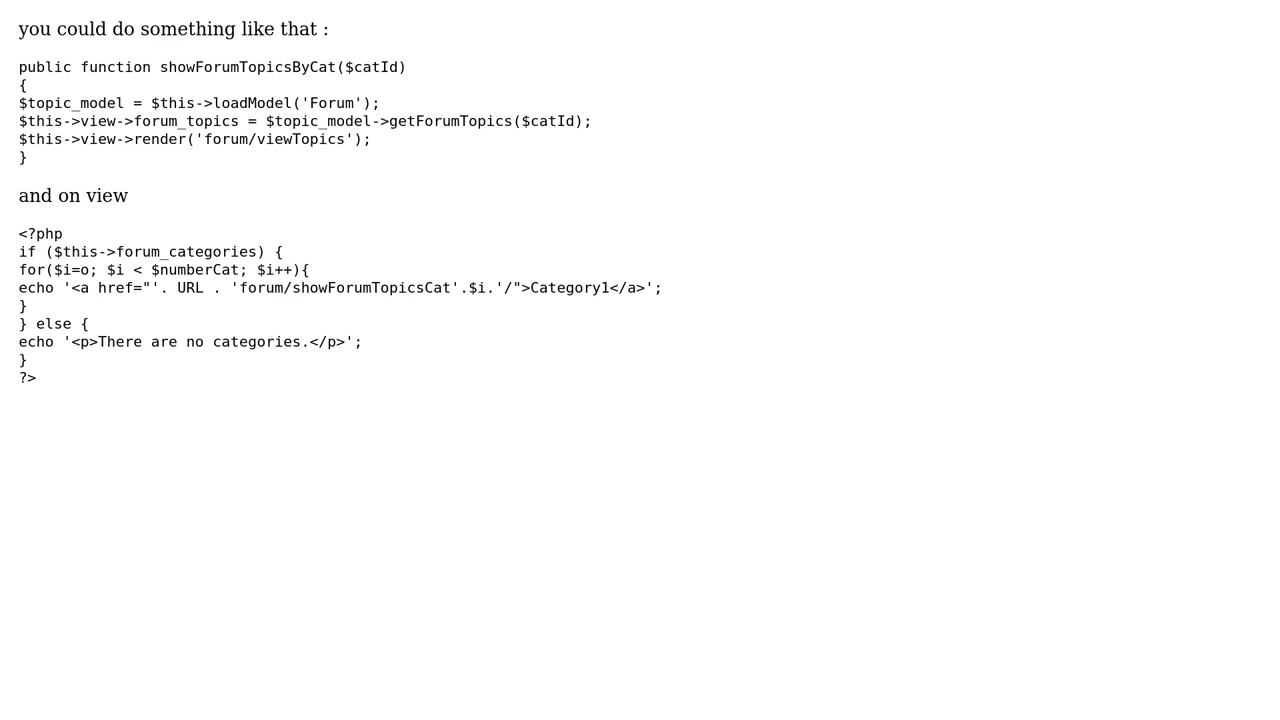 you could do something like that :
public function showForumTopicsByCat($catId)
{
$topic_model = $this->loadModel('Forum');
$this->view->forum_topics = $topic_model->getForumTopics($catId);
$this->view->render('forum/viewTopics');
}
and on view
<?php
if ($this->forum_categories) {
for($i=o; $i < $numberCat; $i++){
echo '<a href="'. URL . 'forum/showForumTopicsCat'.$i.'/">Category1</a>';
}
} else {
echo '<p>There are no categories.</p>';
}
?>